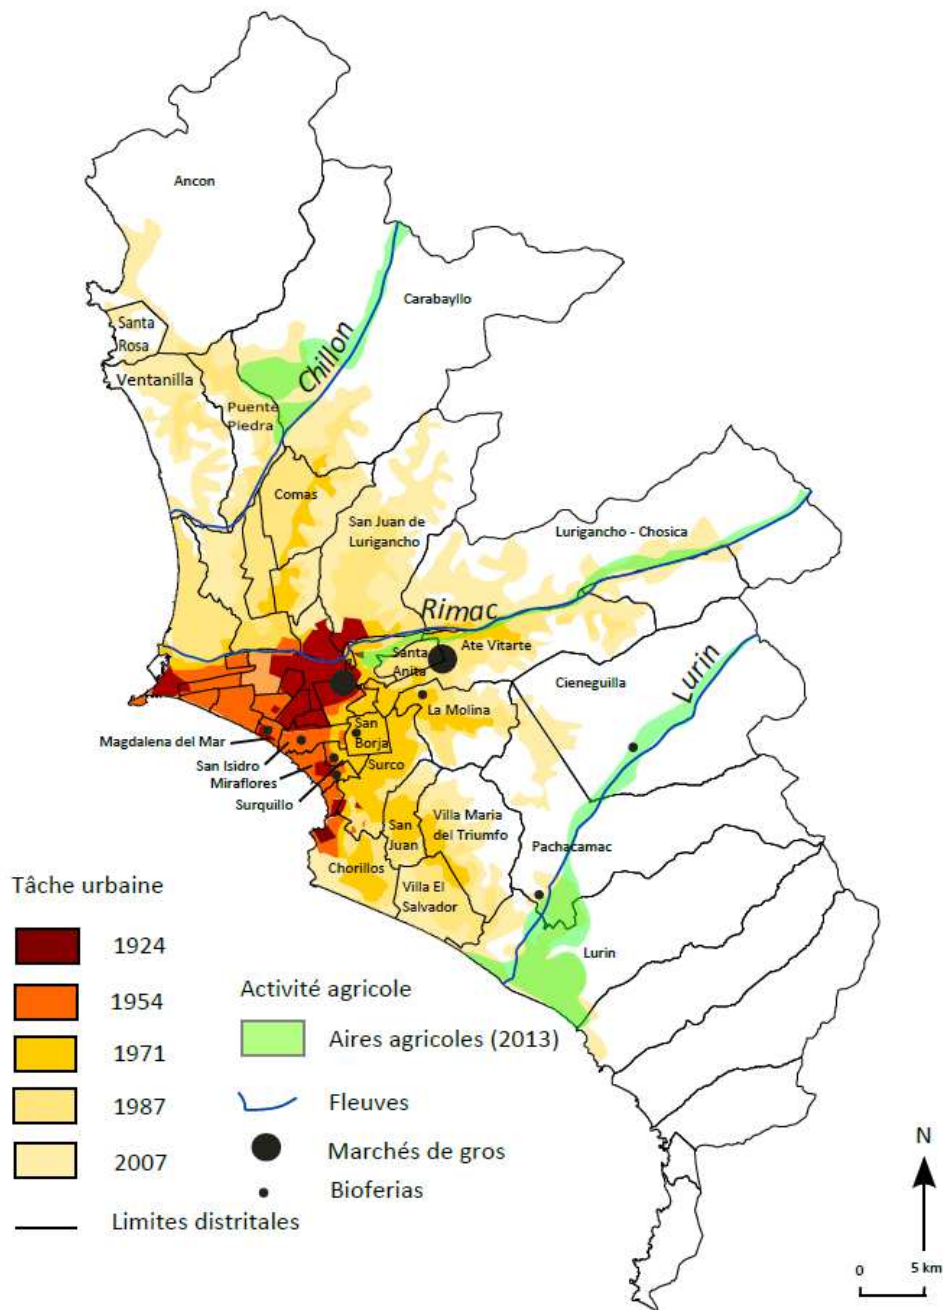 Ancon
Carabayllo
Santa
Rosa
Chillon
Ventanilla
Puente
Piedra
Comas
San Juan de
Lurigancho
Lurigancho - Chosica
Rimac
Santa
Anita
Ate Vitarte
Cieneguilla
Lurin
La Molina
San
Borja
Magdalena del Mar
San Isidro
Miraflores
Surco
Surquillo
San
Juan
Villa Maria
del Triumfo
Pachacamac
Chorillos
Villa El
Salvador
Lurin
Tâche urbaine
1924
1954
1971
1987
2007
Limites distritales
Activité agricole
Aires agricoles (2013)
Fleuves
Marchés de gros
Bioferias
N
0 5 km